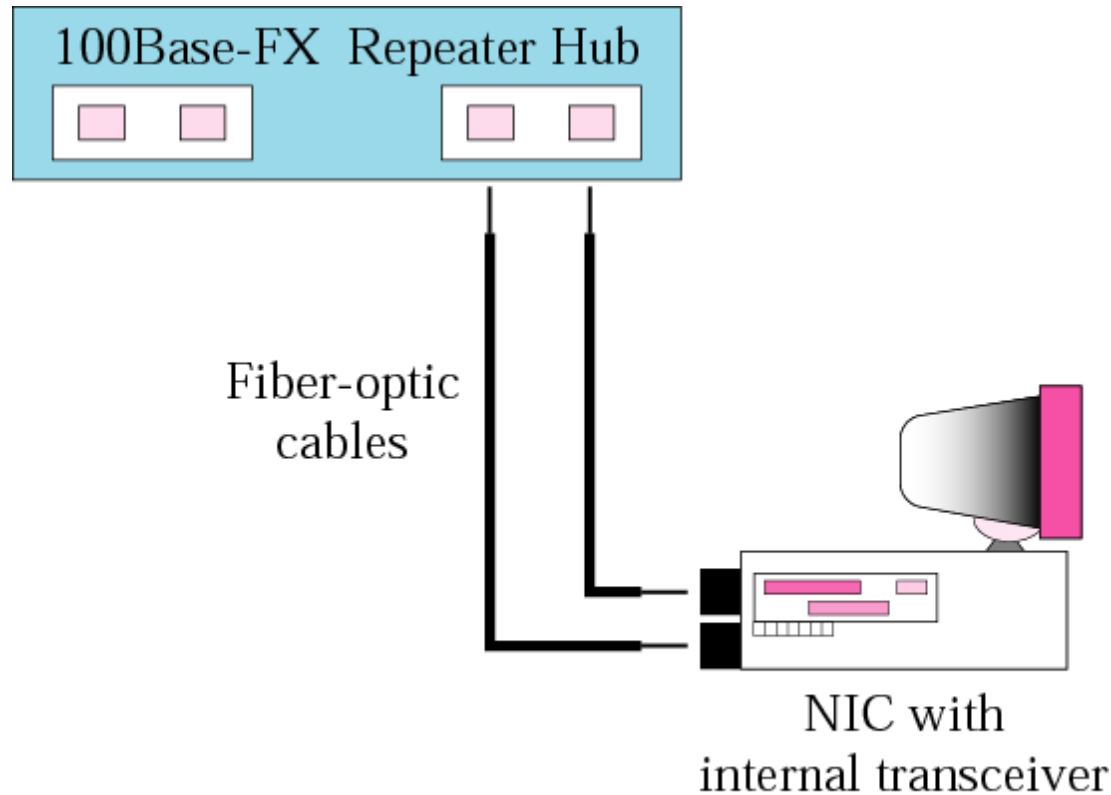 100Base-FX Repeater Hub
Fiber-optic
cables
NIC with
internal transceiver